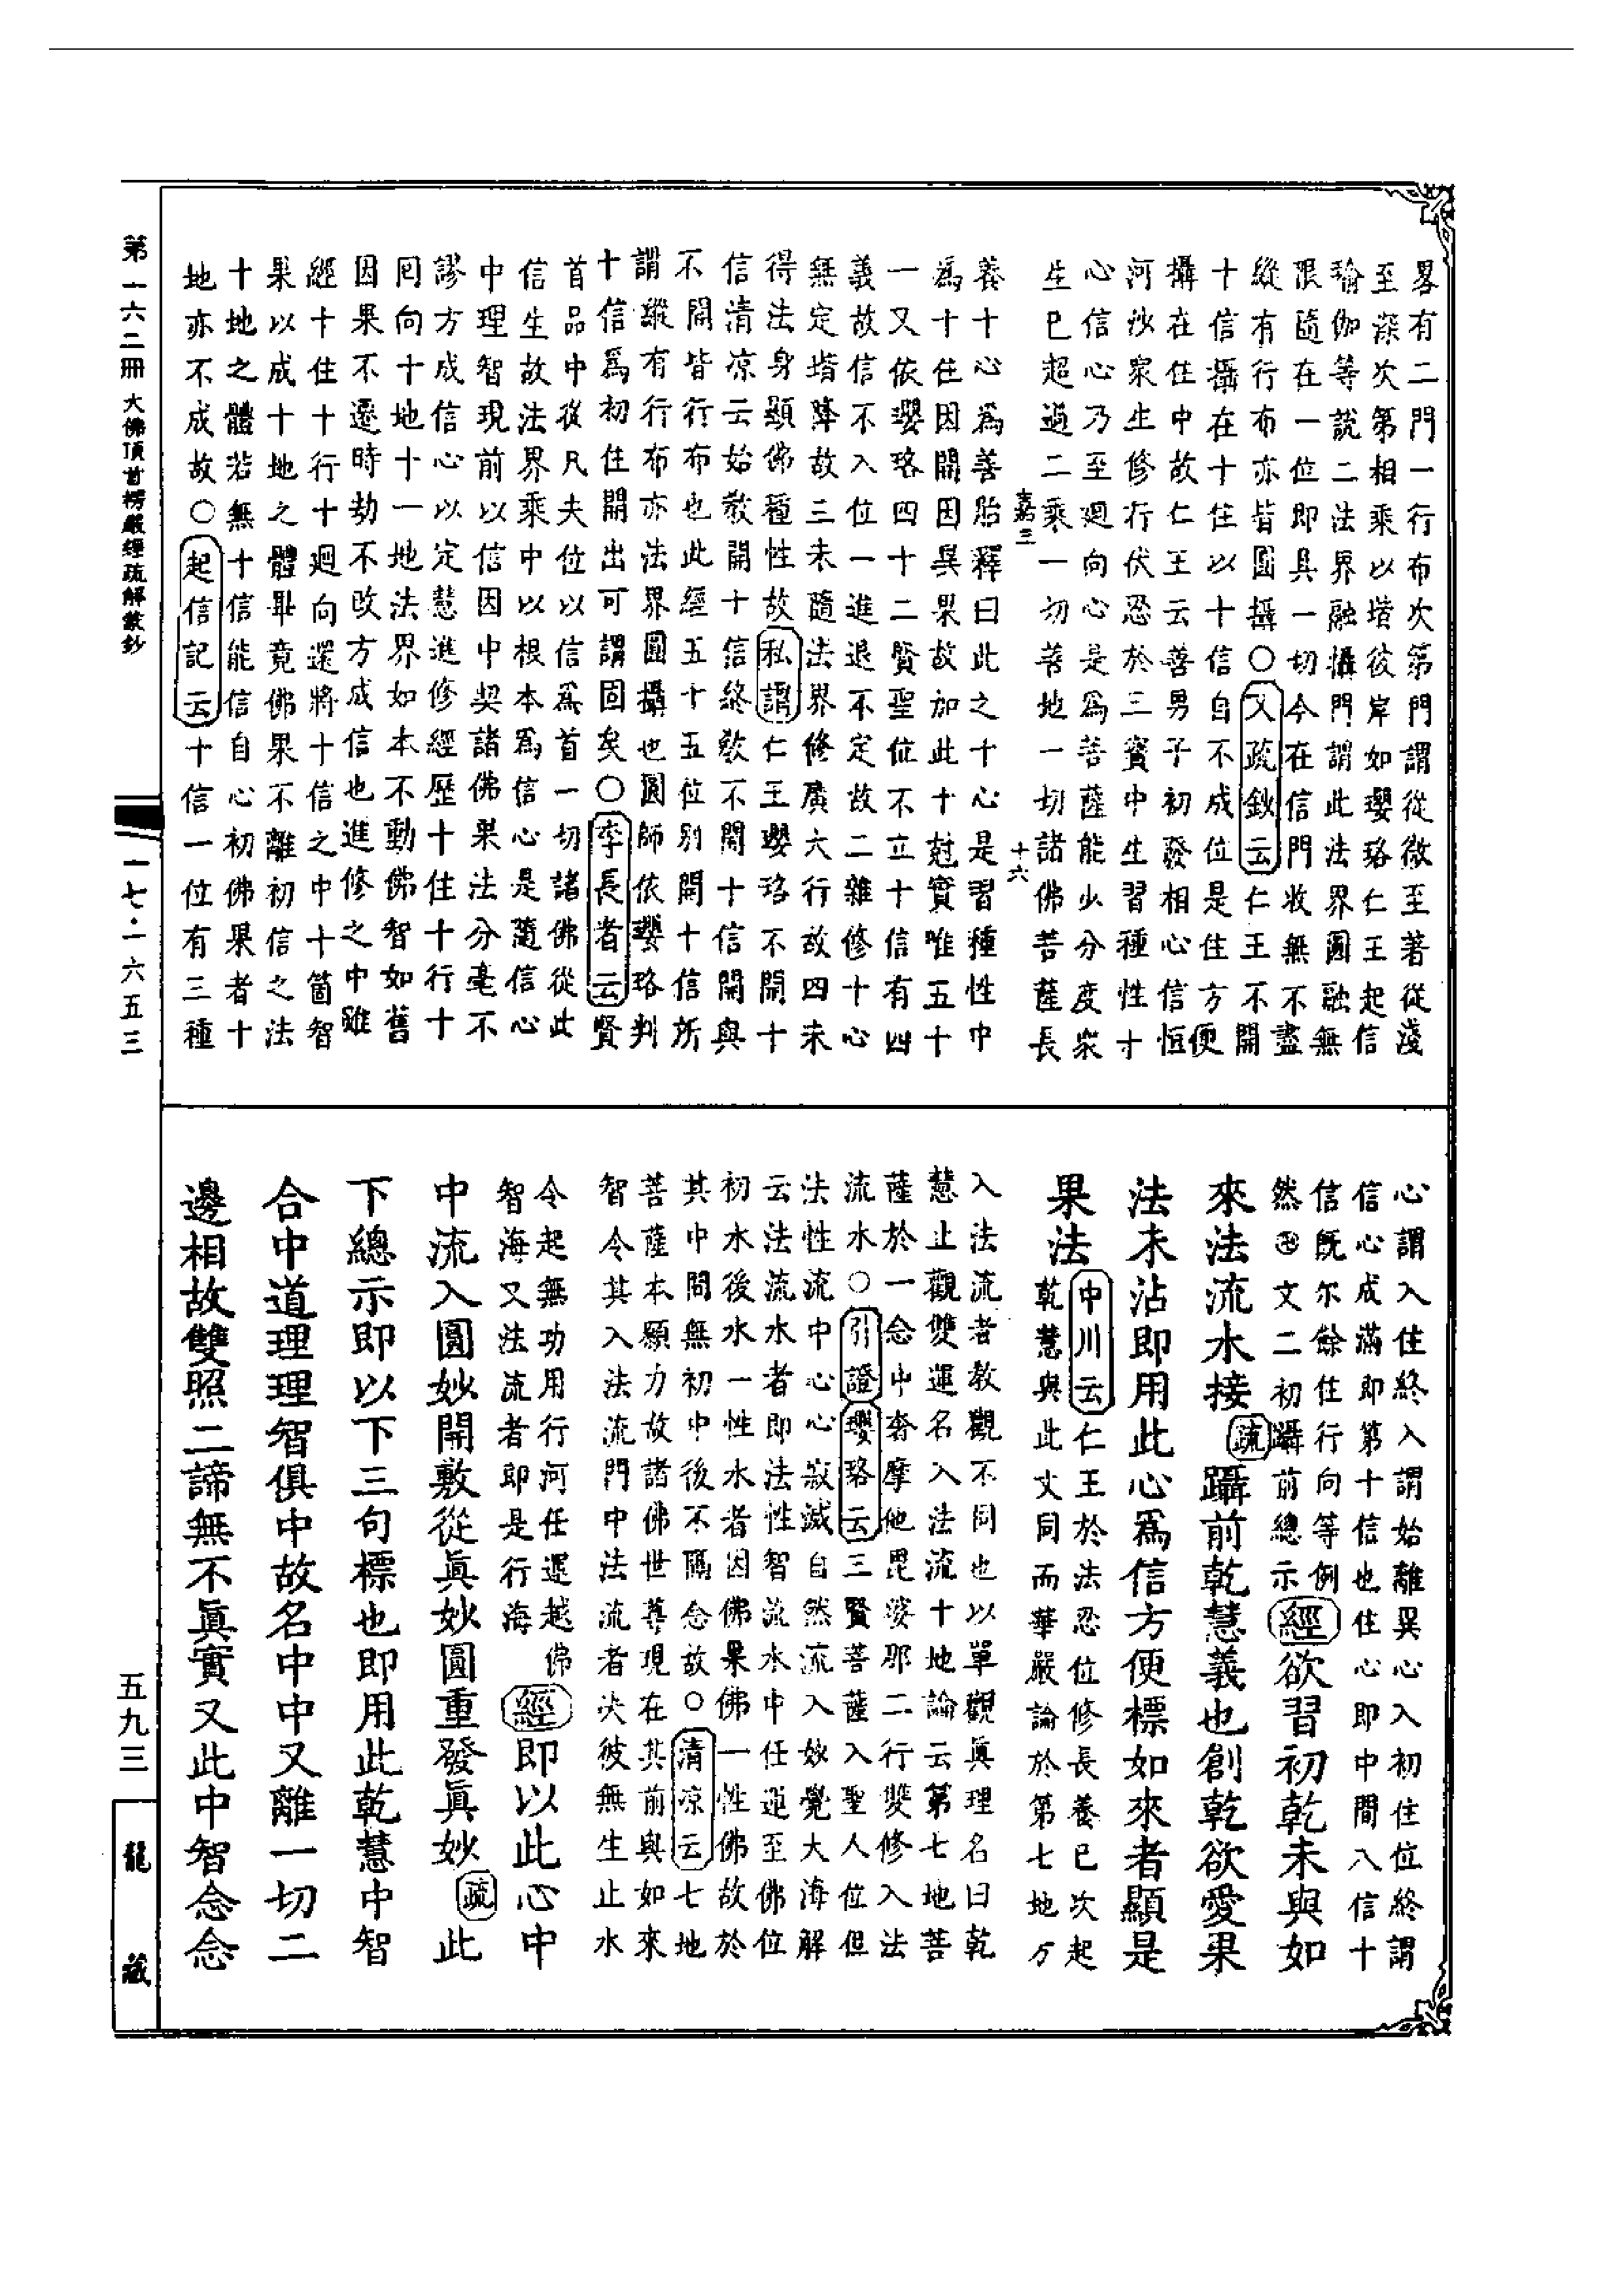 畧有二門一行布次第門謂從微至著從淺
至深次第相乘以堦彼岸如瓔珞仁王起信
瑜伽等說二法界融攝門謂此法界圓融無
限隨在一位即具一切今在信門收無不盡
縱有行布亦皆圓攝○又疏鈔云仁王不開
十信攝在十住以十信自不成位是住方便
攝在住中故仁王云善男子初發相心信恒
河沙眾生修行伏忍於三寶中生習種性十
心信心乃至迴向心是為菩薩能少分度眾
生已超過二乘一切善地一切諸佛菩薩長
嘉三
十六
養十心為善胎釋曰此之十心是習種性中
為十住因開因異果故加此十尅實唯五十
一又依瓔珞四十二賢聖位不立十信有四
義故信不入位一進退不定故二雜修十心
無定堦降故三未隨法界修廣六行故四未
得法身顯佛種性故私謂仁王瓔珞不開十
信清凉云始教開十信終教不開十信開與
不開皆行布也此經五十五位別開十信所
謂縱有行布亦法界圓攝也圓師依瓔珞判
十信為初住開出可謂固矣○李長者云賢
首品中從凡夫位以信為首一切諸佛從此
信生故法界乘中以根本為信心是隨信心
中理智現前以信因中契諸佛果法分毫不
謬方成信心以定慧進修經歷十住十行十
囘向十地十一地法界如本不動佛智如舊
因果不遷時劫不改方成信也進修之中雖
經十住十行十迴向還將十信之中十箇智
果以成十地之體畢竟佛果不離初信之法
十地之體若無十信能信自心初佛果者十
地亦不成故○起信記云十信一位有三種
心謂入住終入謂始離異心入初住位終謂
信心成滿即第十信也住心即中間八信十
信旣尔餘住行向等例
然㊕文二初躡前總示經欲習初乾未與如
來法流水接疏躡前乾慧義也創乾欲愛果
法未沾即用此心為信方便標如來者顯是
果法中川云仁王於法忍位修長養已次起
乾慧與此文同而華嚴論於第七地方
入法流者教觀不同也以單觀真理名曰乾
慧止觀雙運名入法流十地論云第七地菩
薩於一念中奢摩他毘婆那二行雙修入法
流水○引證瓔珞云三賢菩薩入聖人位但
法性流中心心寂滅自然流入妙覺大海解
云法流水者即法性智流水中任運至佛位
初水後水一性水者因佛果佛一性佛故於
其中間無初中後不隔念故○清凉云七地
菩薩本願力故諸佛世尊現在其前與如來
智令其入法流門中法流者決彼無生止水
令起無功用行河任運越佛
智海又法流者即是行海
經即以此心中
中流入圓妙開敷從真妙圓重發真妙疏此
下總示即以下下三句標也即用此乾慧中智
合中道理理智俱中故名中中又離一切二
邊相故雙照二諦無不真實又此中智念念
第一六二冊
大佛頂首楞嚴經疏解蒙鈔
一七·一六五三
五九三
龍藏